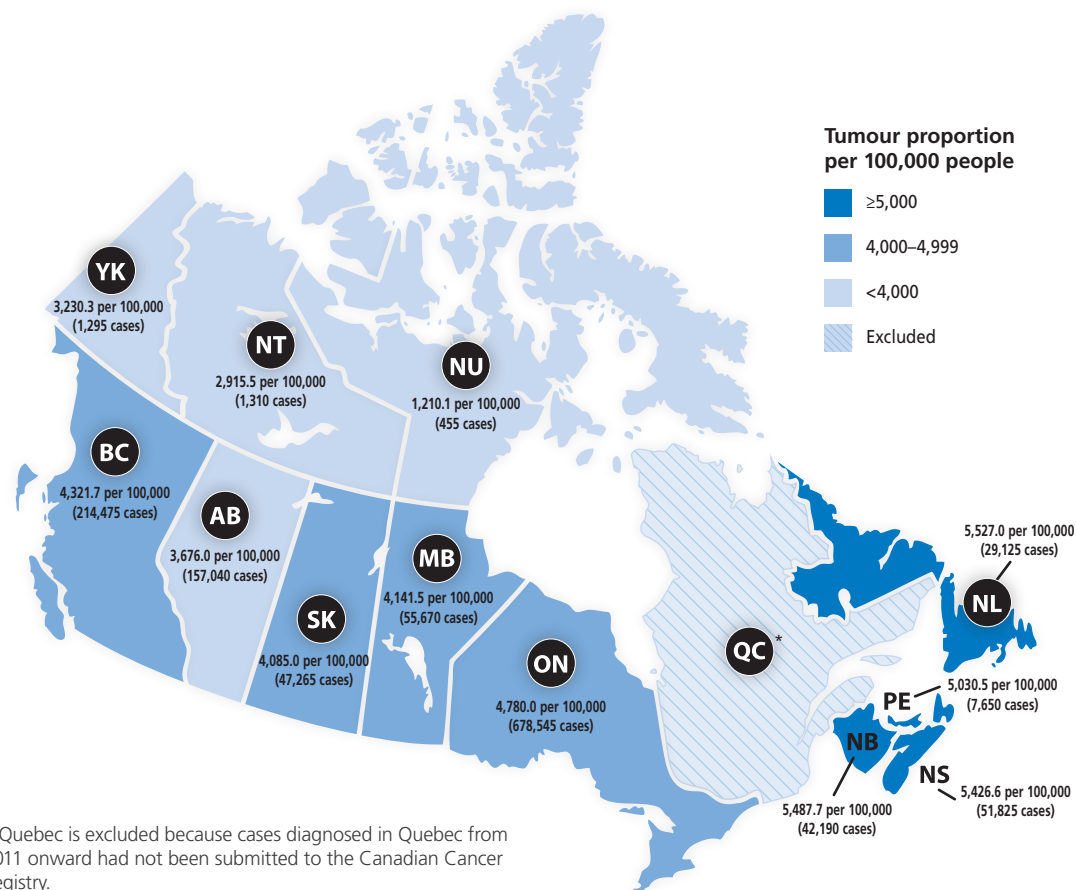 Tumour proportion
per 100,000 people
≥5,000
4,000–4,999
<4,000
Excluded
YK
3,230.3 per 100,000
(1,295 cases)
NT
2,915.5 per 100,000
(1,310 cases)
NU
1,210.1 per 100,000
(455 cases)
BC
4,321.7 per 100,000
(214,475 cases)
AB
3,676.0 per 100,000
(157,040 cases)
SK
4,085.0 per 100,000
(47,265 cases)
MB
4,141.5 per 100,000
(55,670 cases)
ON
4,780.0 per 100,000
(678,545 cases)
QC*
5,527.0 per 100,000
(29,125 cases)
NL
PE
5,030.5 per 100,000
(7,650 cases)
NB
5,487.7 per 100,000
(42,190 cases)
NS
5,426.6 per 100,000
(51,825 cases)
Quebec is excluded because cases diagnosed in Quebec from
011 onward had not been submitted to the Canadian Cancer
egistry.